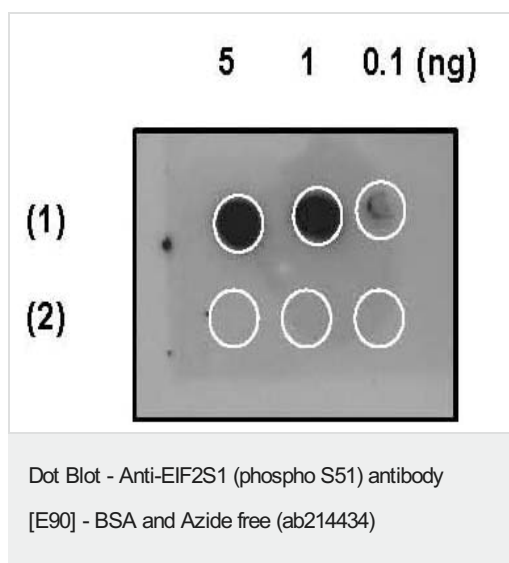 5 1 0.1 (ng)
(1)
(2)
Dot Blot - Anti-EIF2S1 (phospho S51) antibody
[E90] - BSA and Azide free (ab214434)